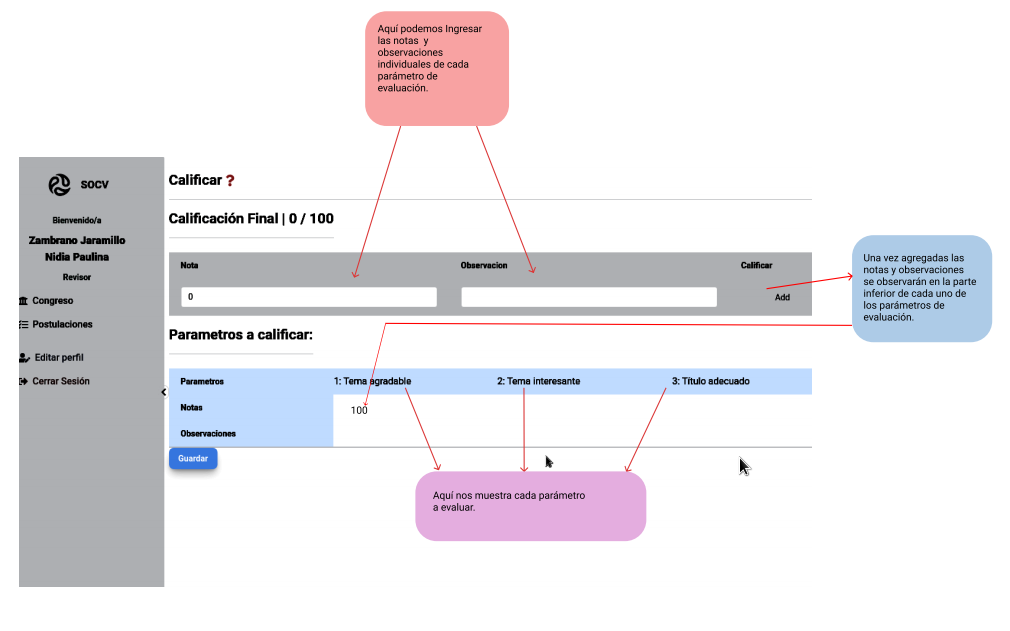 Aquí podemos Ingresar
las notas y
observaciones
individuales de cada
parámetro de
evaluación.
SOCV
Bienvenido/a
Zambrano Jaramillo
Nidia Paulina
Revisor
Congreso
Postulaciones
Editar perfil
Cerrar Sesión
Calificar ?
Calificación Final | 0 / 100
Nota Observacion Calificar
0 Add
Una vez agregadas las
notas y observaciones
se observarán en la parte
inferior de cada uno de
los parámetros de
evaluación.
Parametros a calificar:
Parametros 1: Tema agradable 2: Tema interesante 3: Título adecuado
Notas 100
Observaciones
Guardar
Aquí nos muestra cada parámetro
a evaluar.